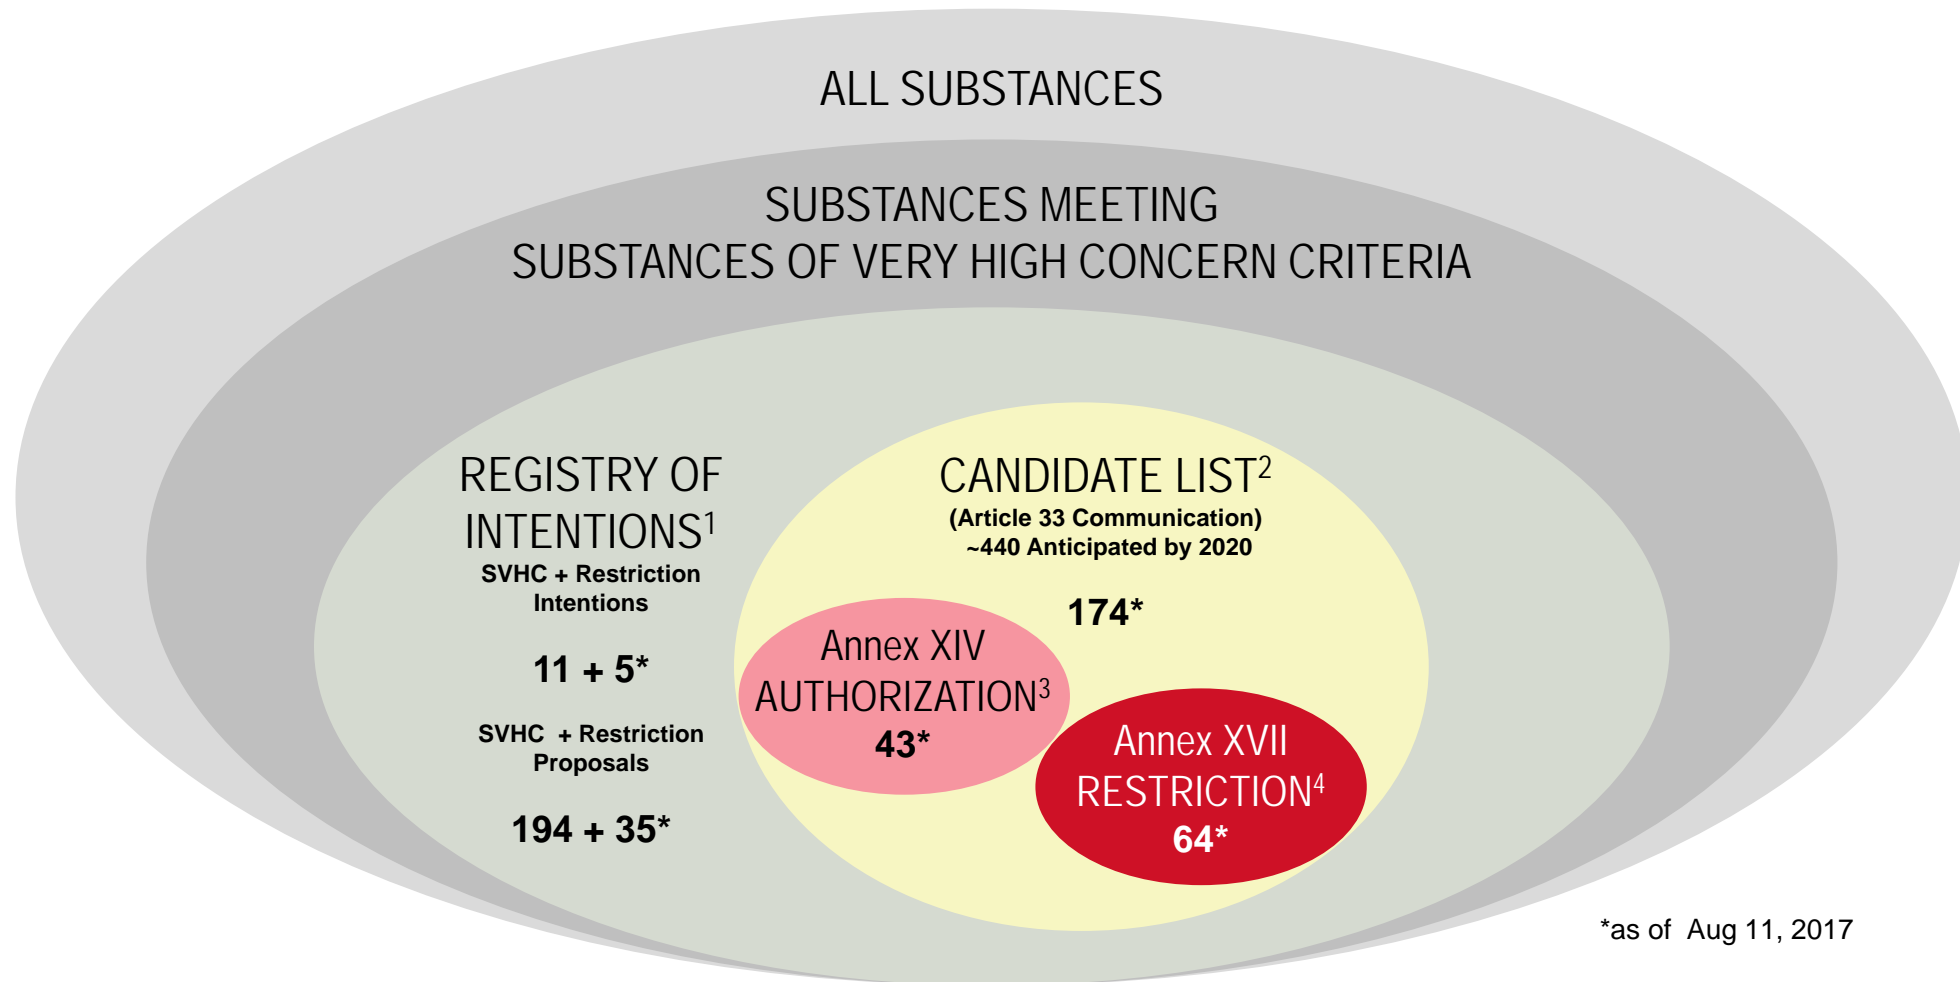 ALL SUBSTANCES
SUBSTANCES MEETING
SUBSTANCES OF VERY HIGH CONCERN CRITERIA
REGISTRY OF
INTENTIONS¹
SVHC + Restriction
Intentions
11 + 5*
SVHC + Restriction
Proposals
194 + 35*
CANDIDATE LIST²
(Article 33 Communication)
~440 Anticipated by 2020
174*
Annex XIV
AUTHORIZATION³
43*
Annex XVII
RESTRICTION⁴
64*
*as of Aug 11, 2017